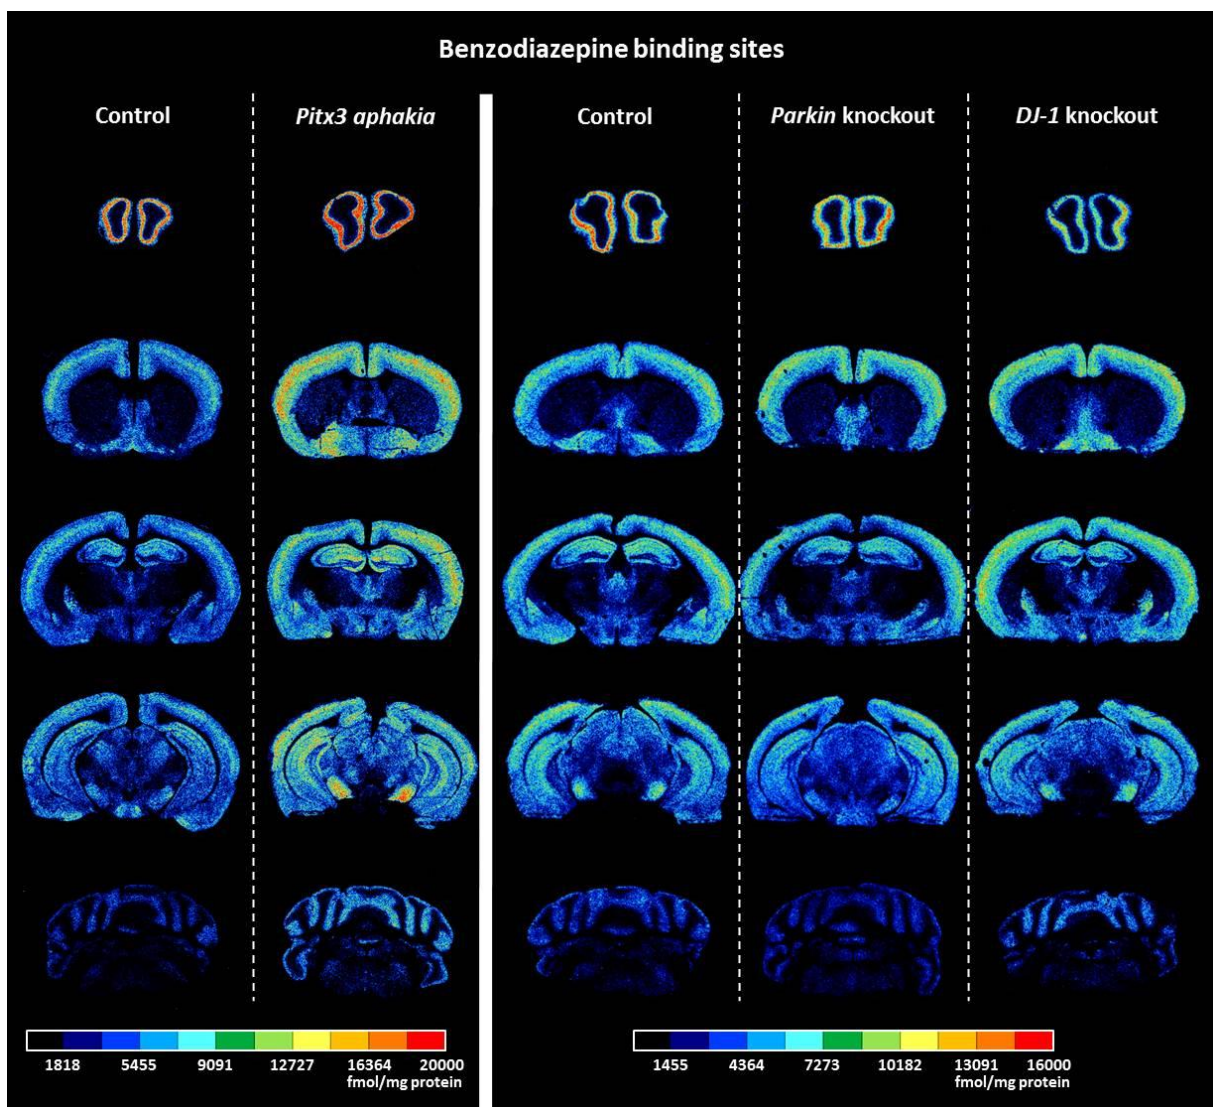 Benzodiazepine binding sites
Control
Pitx3 aphakia
Control
Parkin knockout
DJ-1 knockout
1818 5455 9091 12727 16364 20000
fmol/mg protein
1455 4364 7273 10182 13091 16000
fmol/mg protein